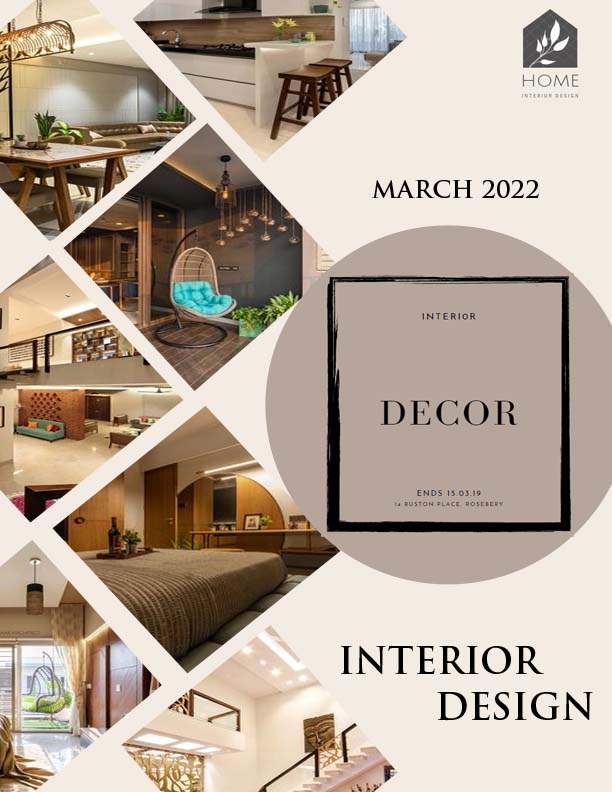 HOME
INTERIOR DESIGN
MARCH 2022
INTERIOR
DECOR
ENDS 15.03.19
14 RUSTON PLACE, ROSEBERY
INTERIOR
DESIGN